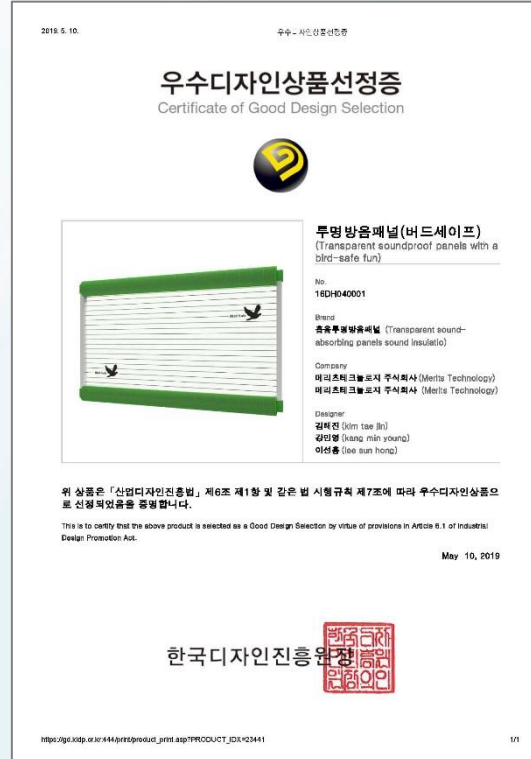 2019. 5. 10.
우수디자인상품선정증
Certificate of Good Design Selection
투명방음패널(버드세이프)
(Transparent soundproof panels with a
bird-safe fun)
No.
16DH040001
Brand
흡음투명방음패널 (Transparent sound-
absorbing panels sound insulatio)
Company
메리츠테크놀로지 주식회사 (Merits Technology)
메리츠테크놀로지 주식회사 (Merits Technology)
Designer
김태진 (kim tae jin)
강민영 (kang min young)
이선홍 (lee sun hong)
위 상품은 「산업디자인진흥법」 제6조 제1항 및 같은 법 시행규칙 제7조에 따라 우수디자인상품으
로 선정되었음을 증명합니다.
This is to certify that the above product is selected as a Good Design Selection by virtue of provisions in Article 6.1 of Industrial
Design Promotion Act.
May 10, 2019
한국디자인진흥원장
https://gd.kidp.or.kr:444/print/product_print.asp?PRODUCT_IDX=23441
1/1